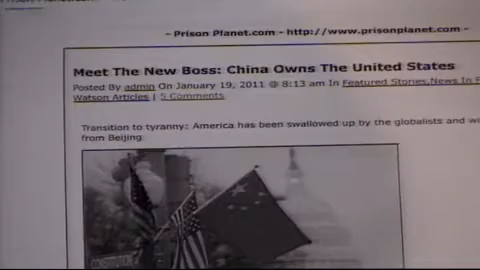 - Prison Planet.com - http://www.prisonplanet.com -
Meet The New Boss: China Owns The United States
Posted By admin On January 19, 2011 @ 8:13 am In Featured Stories,News In
Watson Articles | 5 Comments
Transition to tyranny: America has been swallowed up by the globalists and
from Beijing